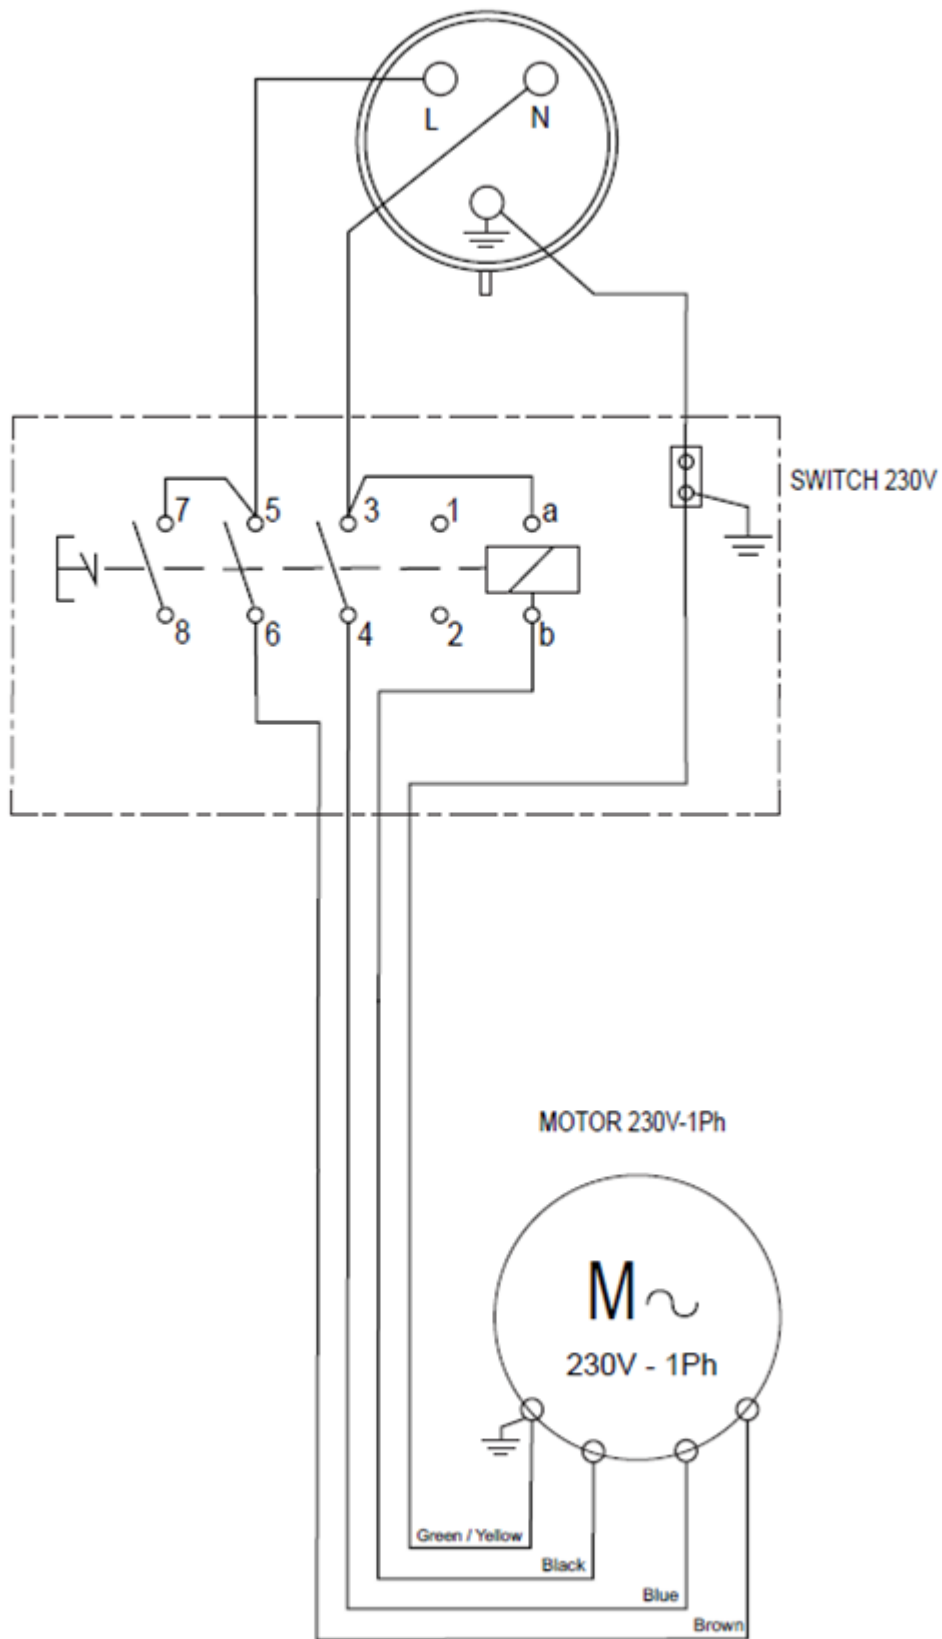 L
N
SWITCH 230V
7
5
3
1
a
8
6
4
2
b
MOTOR 230V-1Ph
M
230V - 1Ph
Green / Yellow
Black
Blue
Brown